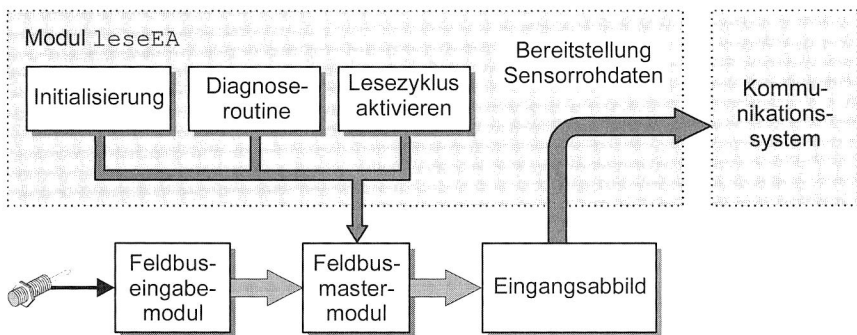 Modul leseEA
Initialisierung
Diagnose-
routine
Lesezyklus
aktivieren
Bereitstellung
Sensorrohdaten
Kommu-
nikations-
system
Feldbus-
eingabe-
modul
Feldbus-
master-
modul
Eingangsabbild